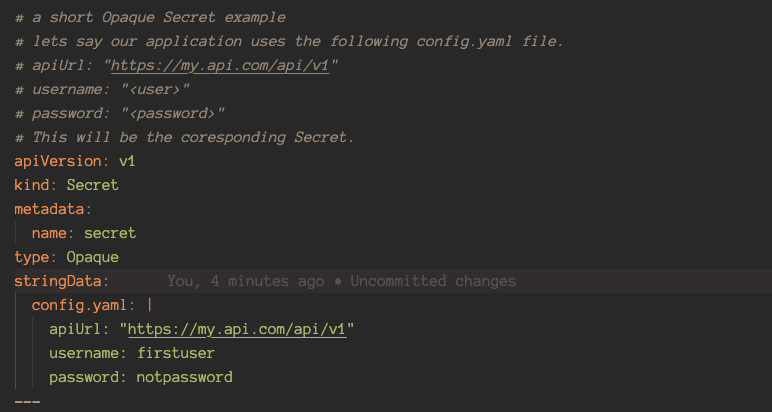 # a short Opaque Secret example
# lets say our application uses the following config.yaml file.
# apiUrl: "https://my.api.com/api/v1"
# username: "<user>"
# password: "<password>"
# This will be the coresponding Secret.
apiVersion: v1
kind: Secret
metadata:
  name: secret
type: Opaque
stringData:      You, 4 minutes ago • Uncommitted changes
  config.yaml: |
    apiUrl: "https://my.api.com/api/v1"
    username: firstuser
    password: notpassword
---